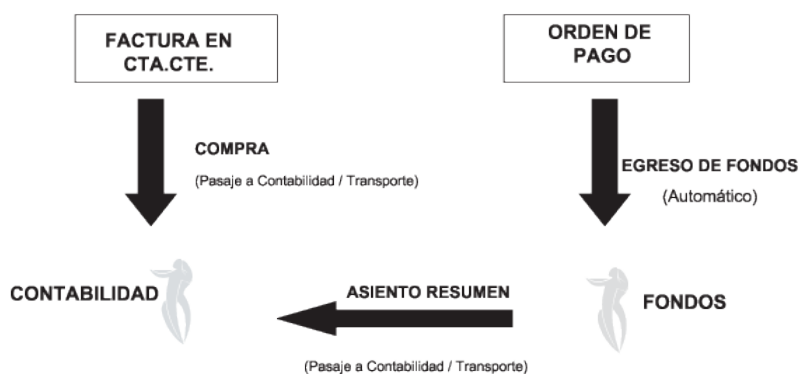 FACTURA EN
CTA.CTE.
ORDEN DE
PAGO
COMPRA
(Pasaje a Contabilidad / Transporte)
EGRESO DE FONDOS
(Automático)
CONTABILIDAD
ASIENTO RESUMEN
FONDOS
(Pasaje a Contabilidad / Transporte)